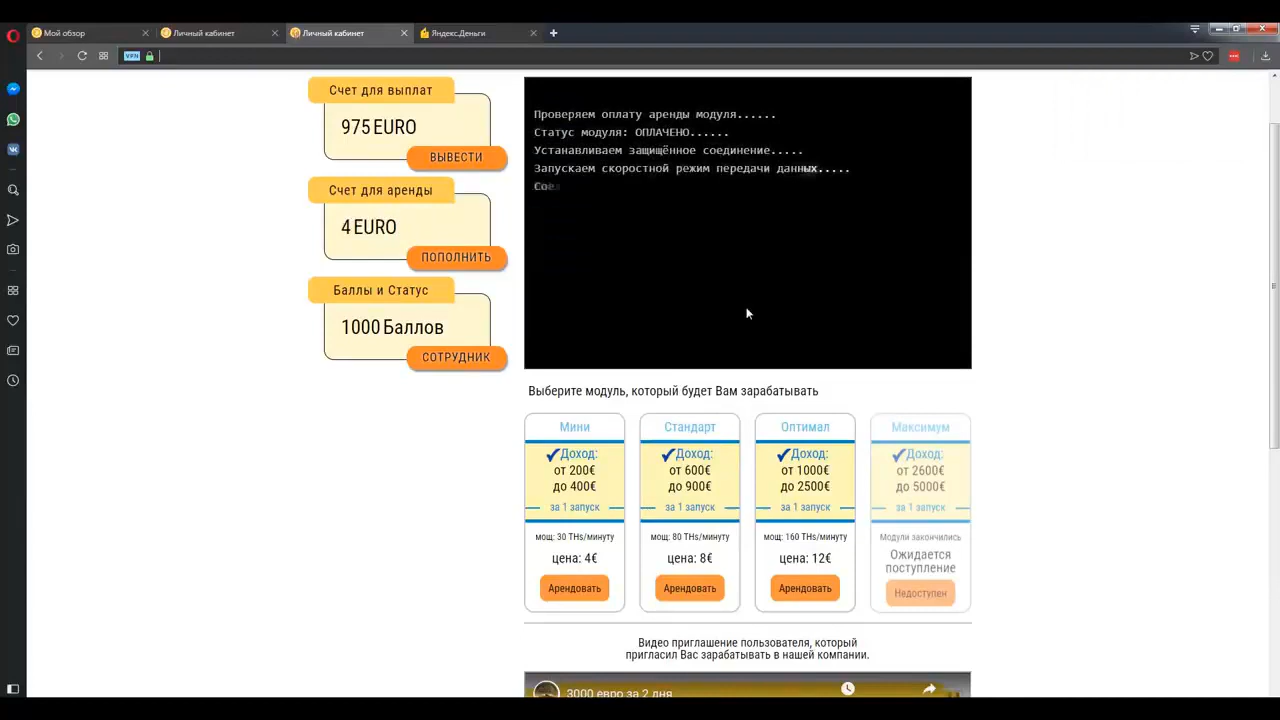 Мой обзор
Личный кабинет
Личный кабинет
Яндекс.Деньги
VPN
Счет для выплат
975 EURO
ВЫВЕСТИ
Счет для аренды
4 EURO
ПОПОЛНИТЬ
Баллы и Статус
1000 Баллов
СОТРУДНИК
Проверяем оплату аренды модуля......
Статус модуля: ОПЛАЧЕНО......
Устанавливаем защищённое соединение.....
Запускаем скоростной режим передачи данных.....
Сое
Выберите модуль, который будет Вам зарабатывать
Мини
Доход:
от 200€
до 400€
за 1 запуск
мощ: 30 THs/минуту
цена: 4€
Арендовать
Стандарт
Доход:
от 600€
до 900€
за 1 запуск
мощ: 80 THs/минуту
цена: 8€
Арендовать
Оптимал
Доход:
от 1000€
до 2500€
за 1 запуск
мощ: 160 THs/минуту
цена: 12€
Арендовать
Максимум
Доход:
от 2600€
до 5000€
за 1 запуск
Модули закончились
Ожидается
поступление
Недоступен
Видео приглашение пользователя, который
пригласил Вас зарабатывать в нашей компании.
3000 евро за 2 дня